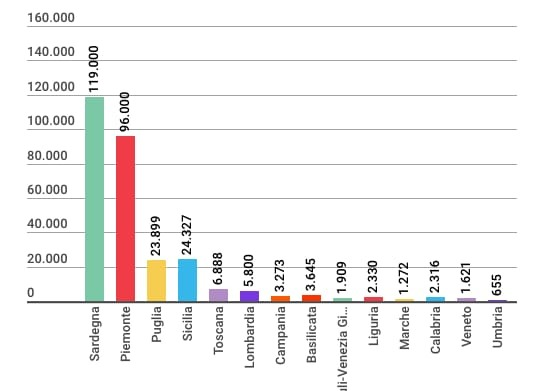 160.000
140.000
120.000
100.000
80.000
60.000
40.000
20.000
0
119.000
96.000
23.899
24.327
6.888
5.800
3.273
3.645
1.909
2.330
1.272
2.316
1.621
655
Sardegna
Piemonte
Puglia
Sicilia
Toscana
Lombardia
Campania
Basilicata
uli-Venezia Gi...
Liguria
Marche
Calabria
Veneto
Umbria